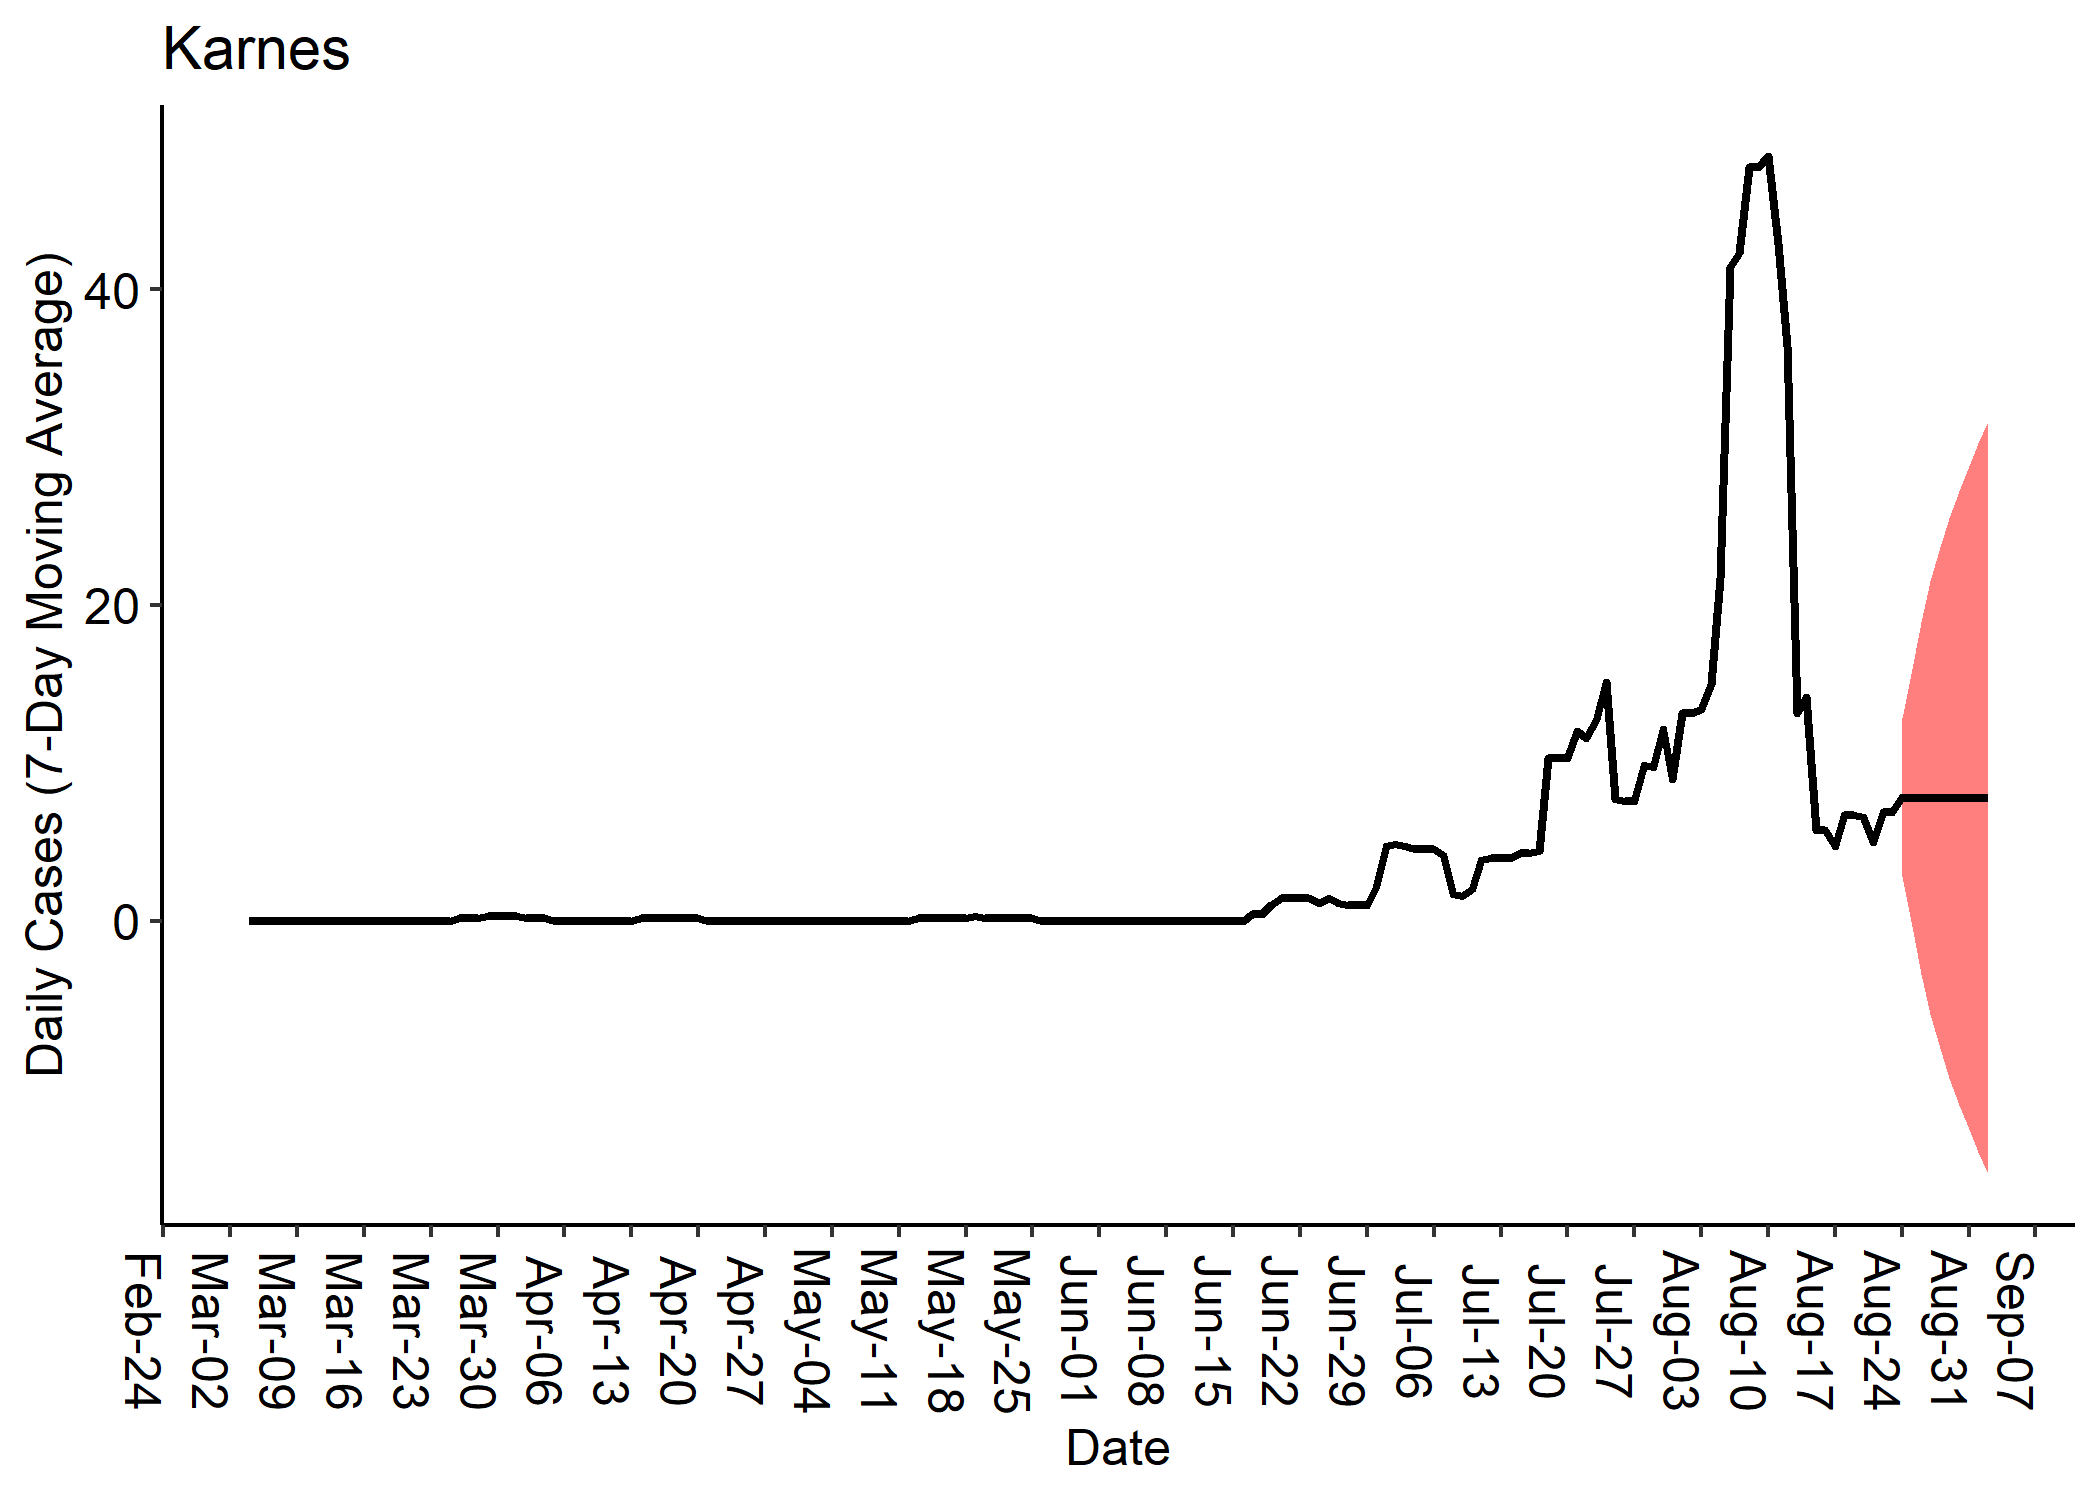 Karnes
Daily Cases (7-Day Moving Average)
40
20
0
Feb-24
Mar-02
Mar-09
Mar-16
Mar-23
Mar-30
Apr-06
Apr-13
Apr-20
Apr-27
May-04
May-11
May-18
May-25
Jun-01
Jun-08
Jun-15
Jun-22
Jun-29
Jul-06
Jul-13
Jul-20
Jul-27
Aug-03
Aug-10
Aug-17
Aug-24
Aug-31
Sep-07
Date